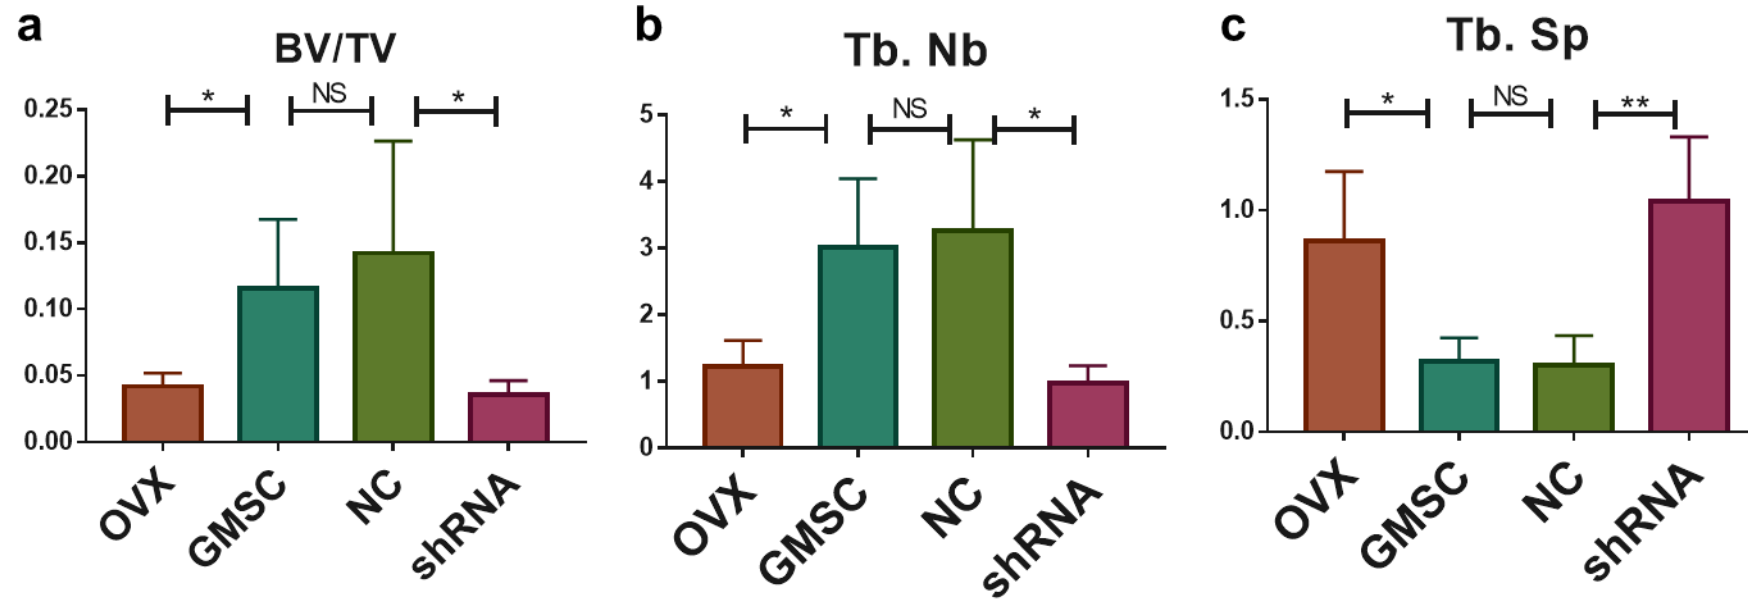 a
BV/TV
* NS *
0.25
0.20
0.15
0.10
0.05
0.00
OVX GMSC NC shRNA
b
Tb. Nb
* NS *
5
4
3
2
1
0
OVX GMSC NC shRNA
c
Tb. Sp
* NS **
1.5
1.0
0.5
0.0
OVX GMSC NC shRNA